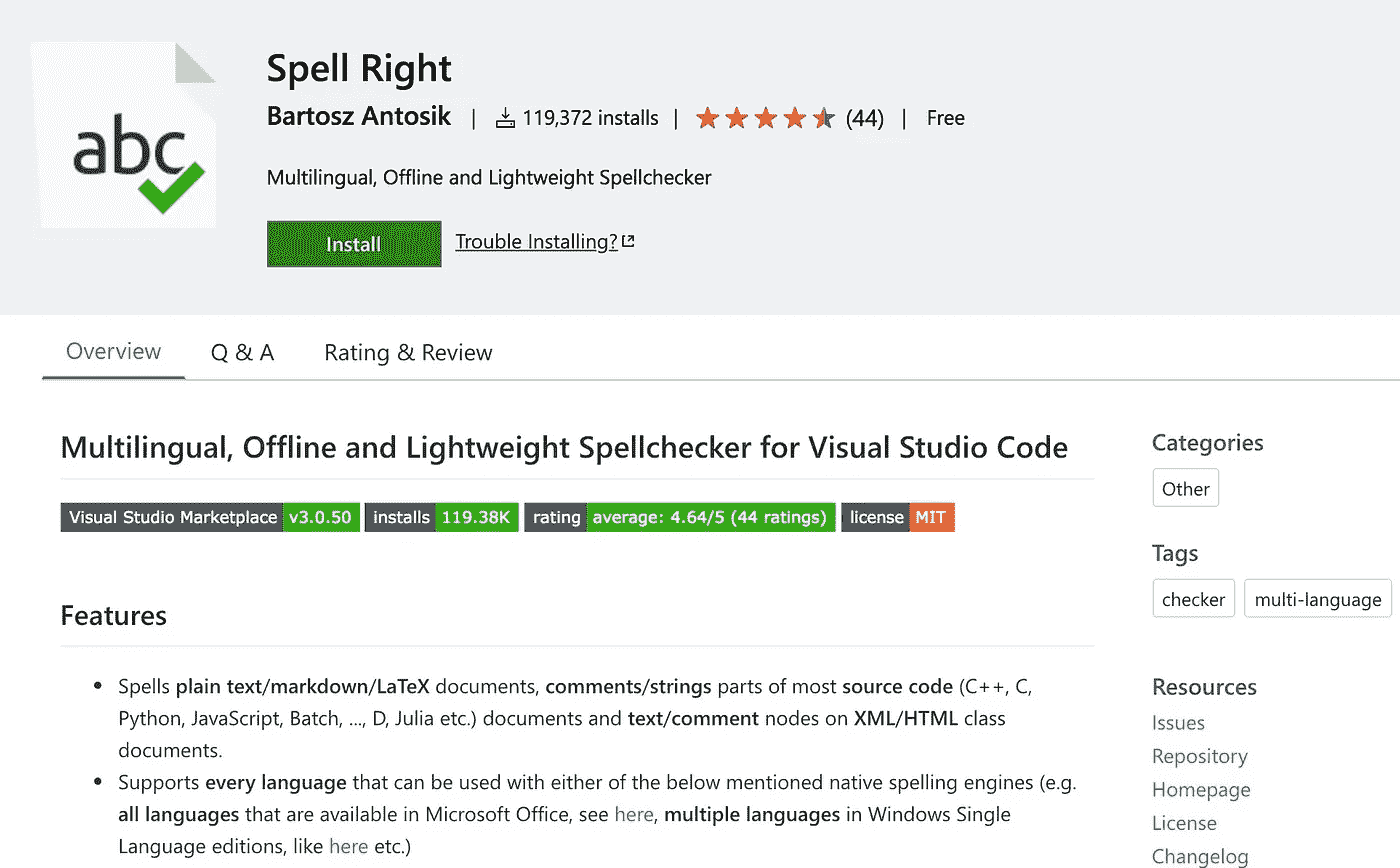 abc
Spell Right
Bartosz Antosik | 119,372 installs | (44) | Free
Multilingual, Offline and Lightweight Spellchecker
Install Trouble Installing?
Overview Q & A Rating & Review
Multilingual, Offline and Lightweight Spellchecker for Visual Studio Code
Visual Studio Marketplace v3.0.50 installs 119.38K rating average: 4.64/5 (44 ratings) license MIT
Features
• Spells plain text/markdown/LaTeX documents, comments/strings parts of most source code (C++, C,
Python, JavaScript, Batch, ..., D, Julia etc.) documents and text/comment nodes on XML/HTML class
documents.
• Supports every language that can be used with either of the below mentioned native spelling engines (e.g.
all languages that are available in Microsoft Office, see here, multiple languages in Windows Single
Language editions, like here etc.)
Categories
Other
Tags
checker multi-language
Resources
Issues
Repository
Homepage
License
Changelog